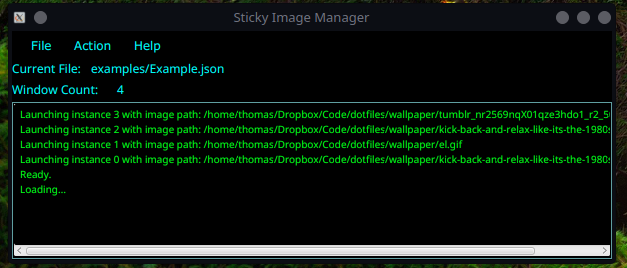 Sticky Image Manager
File Action Help
Current File: examples/Example.json
Window Count: 4
Launching instance 3 with image path: /home/thomas/Dropbox/Code/dotfiles/wallpaper/tumblr_nr2569nqX01qze3hdo1_r2_5
Launching instance 2 with image path: /home/thomas/Dropbox/Code/dotfiles/wallpaper/kick-back-and-relax-like-its-the-1980s
Launching instance 1 with image path: /home/thomas/Dropbox/Code/dotfiles/wallpaper/el.gif
Launching instance 0 with image path: /home/thomas/Dropbox/Code/dotfiles/wallpaper/kick-back-and-relax-like-its-the-1980s
Ready.
Loading...